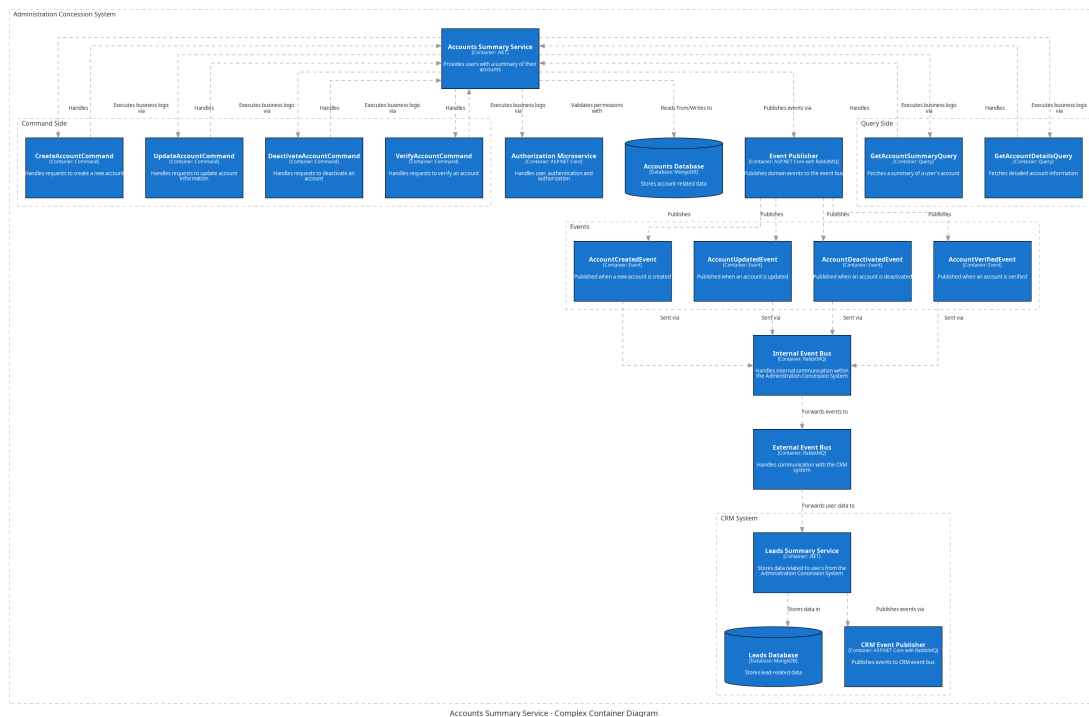 Administration Concession System
Accounts Summary Service
[Container: .NET]
Provides users with a summary of their
accounts
Handles
Executes business logic
via
Handles
Executes business logic
via
Handles
Executes business logic
via
Handles
Executes business logic
via
Validates permissions
with
Reads from/Writes to
Publishes events via
Handles
Executes business logic
via
Handles
Executes business logic
via
Command Side
Query Side
CreateAccountCommand
[Container: Command]
Handles requests to create a new account
UpdateAccountCommand
[Container: Command]
Handles requests to update account
information
DeactivateAccountCommand
[Container: Command]
Handles requests to deactivate an
account
VerifyAccountCommand
[Container: Command]
Handles requests to verify an account
Authorization Microservice
[Container: ASP.NET Core]
Handles user authentication and
authorization
Accounts Database
[Database: MongoDB]
Stores account-related data
Event Publisher
[Container: ASP.NET Core with RabbitMQ]
Publishes domain events to the event bus
GetAccountSummaryQuery
[Container: Query]
Fetches a summary of a user's account
GetAccountDetailsQuery
[Container: Query]
Fetches detailed account information
Publishes
Publishes
Publishes
Publishes
Events
AccountCreatedEvent
[Container: Event]
Published when a new account is created
AccountUpdatedEvent
[Container: Event]
Published when an account is updated
AccountDeactivatedEvent
[Container: Event]
Published when an account is deactivated
AccountVerifiedEvent
[Container: Event]
Published when an account is verified
Sent via
Sent via
Sent via
Sent via
Internal Event Bus
[Container: RabbitMQ]
Handles internal communication within
the Administration Concession System
Forwards events to
External Event Bus
[Container: RabbitMQ]
Handles communication with the CRM
system
Forwards user data to
CRM System
Leads Summary Service
[Container: .NET]
Stores data related to users from the
Administration Concession System
Stores data in
Publishes events via
Leads Database
[Database: MongoDB]
Stores lead-related data
CRM Event Publisher
[Container: ASP.NET Core with RabbitMQ]
Publishes events to CRM event bus
Accounts Summary Service - Complex Container Diagram